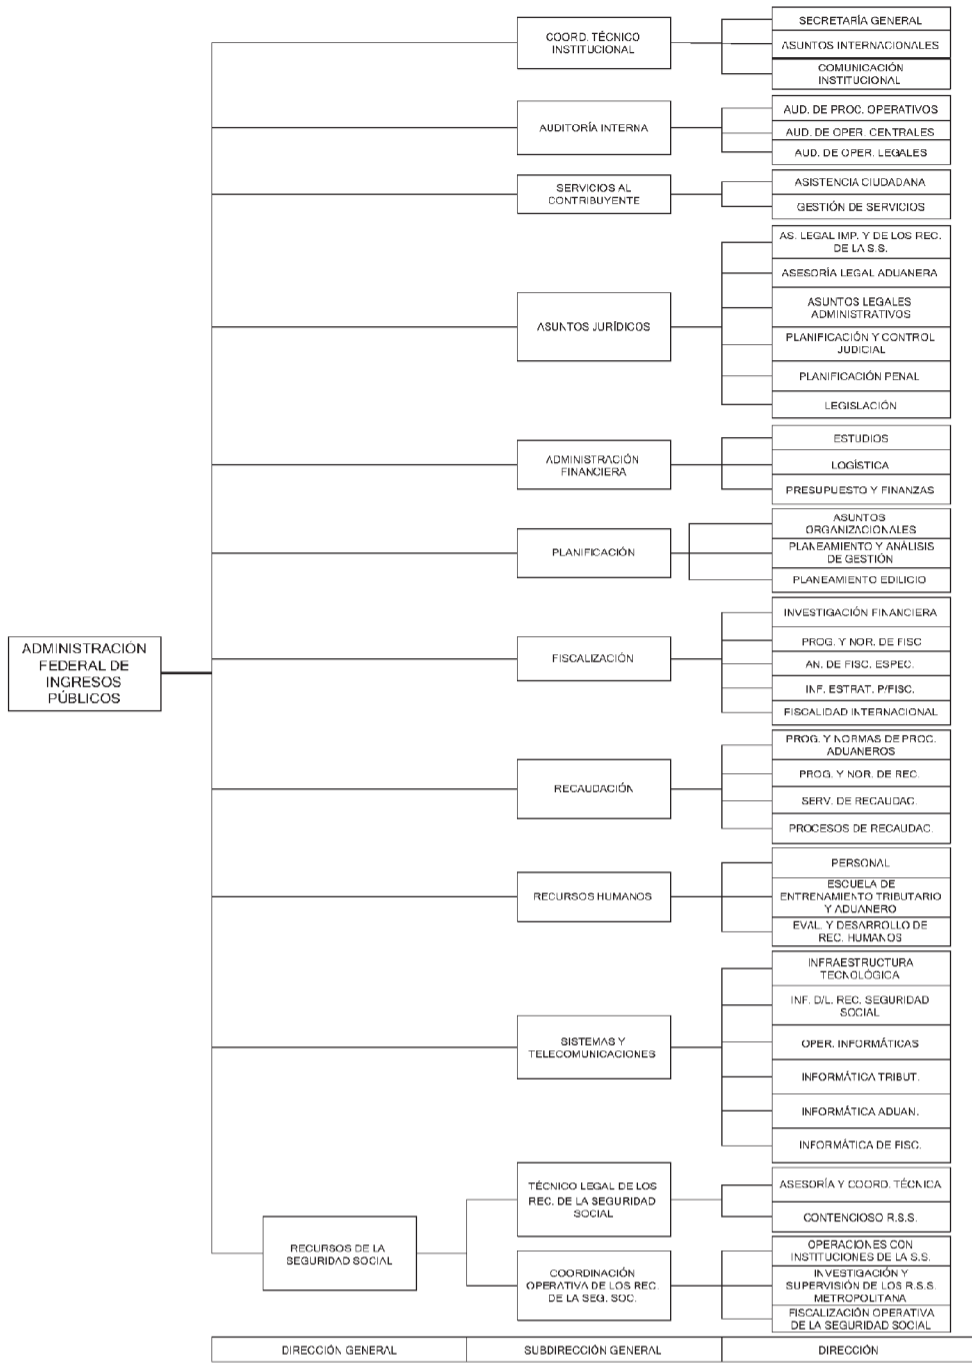 ADMINISTRACIÓN
FEDERAL DE
INGRESOS
PÚBLICOS
COORD. TÉCNICO
INSTITUCIONAL
SECRETARÍA GENERAL
ASUNTOS INTERNACIONALES
COMUNICACIÓN
INSTITUCIONAL
AUDITORÍA INTERNA
AUD. DE PROC. OPERATIVOS
AUD. DE OPER. CENTRALES
AUD. DE OPER. LEGALES
SERVICIOS AL
CONTRIBUYENTE
ASISTENCIA CIUDADANA
GESTIÓN DE SERVICIOS
ASUNTOS JURÍDICOS
AS. LEGAL IMP. Y DE LOS REC.
DE LA S.S.
ASESORÍA LEGAL ADUANERA
ASUNTOS LEGALES
ADMINISTRATIVOS
PLANIFICACIÓN Y CONTROL
JUDICIAL
PLANIFICACIÓN PENAL
LEGISLACIÓN
ADMINISTRACIÓN
FINANCIERA
ESTUDIOS
LOGÍSTICA
PRESUPUESTO Y FINANZAS
PLANIFICACIÓN
ASUNTOS
ORGANIZACIONALES
PLANEAMIENTO Y ANÁLISIS
DE GESTIÓN
PLANEAMIENTO EDILICIO
FISCALIZACIÓN
INVESTIGACIÓN FINANCIERA
PROG. Y NOR. DE FISC
AN. DE FISC. ESPEC.
INF. ESTRAT. P/FISC.
FISCALIDAD INTERNACIONAL
RECAUDACIÓN
PROG. Y NORMAS DE PROC.
ADUANEROS
PROG. Y NOR. DE REC.
SERV. DE RECAUDAC.
PROCESOS DE RECAUDAC.
RECURSOS HUMANOS
PERSONAL
ESCUELA DE
ENTRENAMIENTO TRIBUTARIO
Y ADUANERO
EVAL. Y DESARROLLO DE
REC. HUMANOS
SISTEMAS Y
TELECOMUNICACIONES
INFRAESTRUCTURA
TECNOLÓGICA
INF. D/L. REC. SEGURIDAD
SOCIAL
OPER. INFORMÁTICAS
INFORMÁTICA TRIBUT.
INFORMÁTICA ADUAN.
INFORMÁTICA DE FISC.
RECURSOS DE LA
SEGURIDAD SOCIAL
TÉCNICO LEGAL DE LOS
REC. DE LA SEGURIDAD
SOCIAL
ASESORÍA Y COORD. TÉCNICA
CONTENCIOSO R.S.S.
COORDINACIÓN
OPERATIVA DE LOS REC.
DE LA SEG. SOC.
OPERACIONES CON
INSTITUCIONES DE LA S.S.
INVESTIGACIÓN Y
SUPERVISIÓN DE LOS R.S.S.
METROPOLITANA
FISCALIZACIÓN OPERATIVA
DE LA SEGURIDAD SOCIAL
DIRECCIÓN GENERAL
SUBDIRECCIÓN GENERAL
DIRECCIÓN